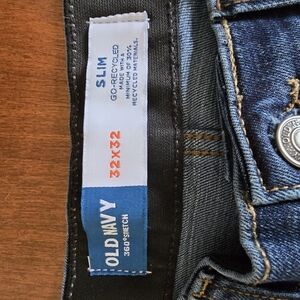 OLD NAVY
360° STRETCH
32X32
SLIM
GO-RECYCLED
MADE WITH A
MINIMUM OF 30%
RECYCLED MATERIALS.